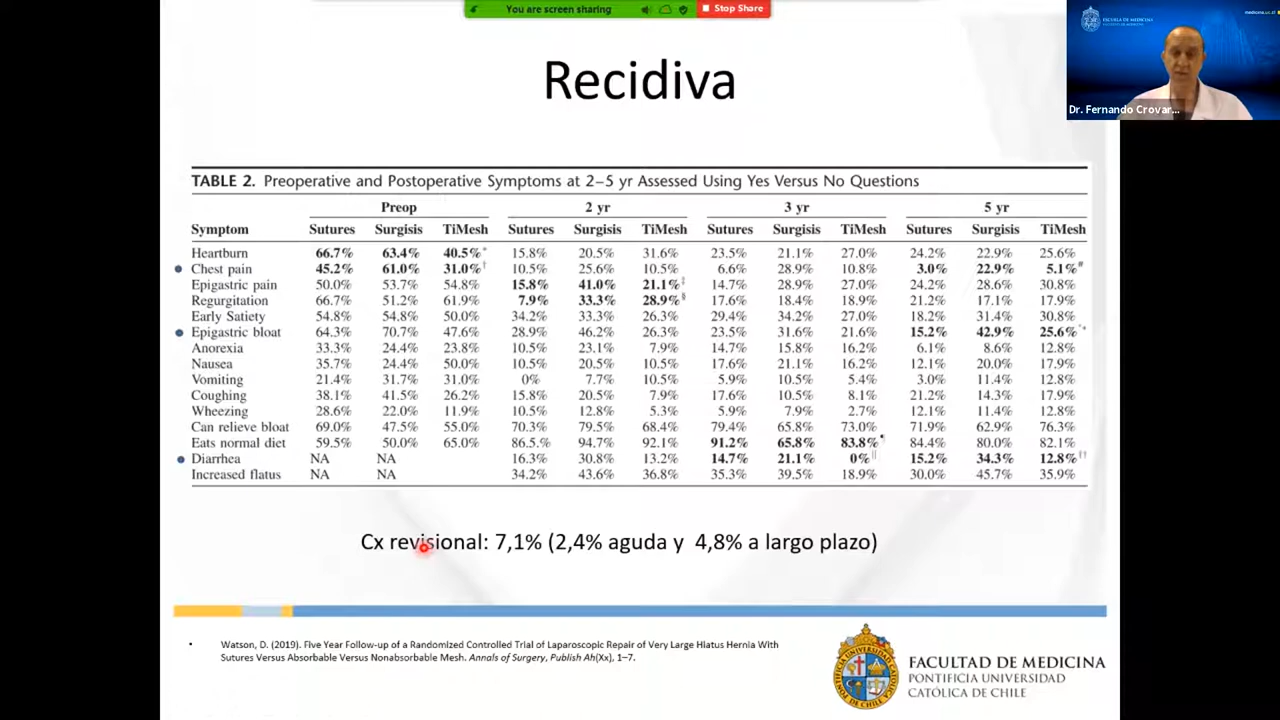 You are screen sharing
Stop Share
ESCUELA DE MEDICINA
Dr. Fernando Crovar...
Recidiva
TABLE 2. Preoperative and Postoperative Symptoms at 2–5 yr Assessed Using Yes Versus No Questions
Preop 2 yr 3 yr 5 yr
Symptom Sutures Surgisis TiMesh Sutures Surgisis TiMesh Sutures Surgisis TiMesh Sutures Surgisis TiMesh
Heartburn 66.7% 63.4% 40.5%* 15.8% 20.5% 31.6% 23.5% 21.1% 27.0% 24.2% 22.9% 25.6%
Chest pain 45.2% 61.0% 31.0%† 10.5% 25.6% 10.5% 6.6% 28.9% 10.8% 3.0% 22.9% 5.1%#
Epigastric pain 50.0% 53.7% 54.8% 15.8% 41.0% 21.1%‡ 14.7% 28.9% 27.0% 24.2% 28.6% 30.8%
Regurgitation 66.7% 51.2% 61.9% 7.9% 33.3% 28.9%§ 17.6% 18.4% 18.9% 21.2% 17.1% 17.9%
Early Satiety 54.8% 54.8% 50.0% 34.2% 33.3% 26.3% 29.4% 34.2% 27.0% 18.2% 31.4% 30.8%
Epigastric bloat 64.3% 70.7% 47.6% 28.9% 46.2% 26.3% 23.5% 31.6% 21.6% 15.2% 42.9% 25.6%**
Anorexia 33.3% 24.4% 23.8% 10.5% 23.1% 7.9% 14.7% 15.8% 16.2% 6.1% 8.6% 12.8%
Nausea 35.7% 24.4% 50.0% 10.5% 20.5% 10.5% 17.6% 21.1% 16.2% 12.1% 20.0% 17.9%
Vomiting 21.4% 31.7% 31.0% 0% 7.7% 10.5% 5.9% 10.5% 5.4% 3.0% 11.4% 12.8%
Coughing 38.1% 41.5% 26.2% 15.8% 20.5% 7.9% 17.6% 10.5% 8.1% 21.2% 14.3% 17.9%
Wheezing 28.6% 22.0% 11.9% 10.5% 12.8% 5.3% 5.9% 7.9% 2.7% 12.1% 11.4% 12.8%
Can relieve bloat 69.0% 47.5% 55.0% 70.3% 79.5% 68.4% 79.4% 65.8% 73.0% 71.9% 62.9% 76.3%
Eats normal diet 59.5% 50.0% 65.0% 86.5.% 94.7% 92.1% 91.2% 65.8% 83.8%¶ 84.4% 80.0% 82.1%
Diarrhea NA NA 16.3% 30.8% 13.2% 14.7% 21.1% 0%|| 15.2% 34.3% 12.8%††
Increased flatus NA NA 34.2% 43.6% 36.8% 35.3% 39.5% 18.9% 30.0% 45.7% 35.9%
Cx revisional: 7,1% (2,4% aguda y 4,8% a largo plazo)
• Watson, D. (2019). Five Year Follow-up of a Randomized Controlled Trial of Laparoscopic Repair of Very Large Hiatus Hernia With
Sutures Versus Absorbable Versus Nonabsorbable Mesh. Annals of Surgery, Publish Ah(Xx), 1–7.
FACULTAD DE MEDICINA
PONTIFICIA UNIVERSIDAD
CATÓLICA DE CHILE